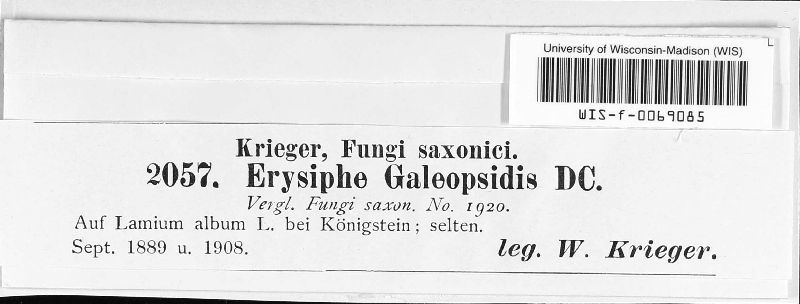 University of Wisconsin-Madison (WIS)
WIS-f-0069085
Krieger, Fungi saxonici.
2057. Erysiphe Galeopsidis DC.
Vergl. Fungi saxon. No. 1920.
Auf Lamium album L. bei Königstein; selten.
Sept. 1889 u. 1908. leg. W. Krieger.